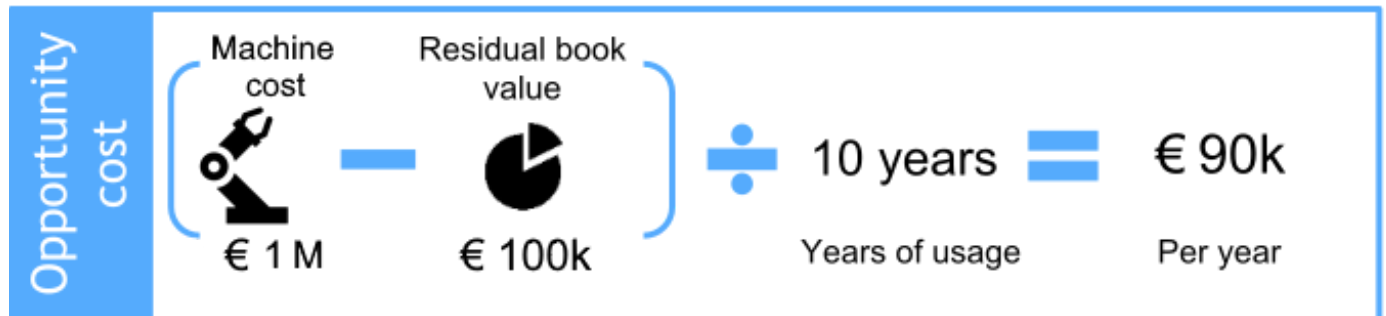 Opportunity
cost
Machine
cost
Residual book
value
€ 1 M
€ 100k
10 years
€ 90k
Years of usage
Per year